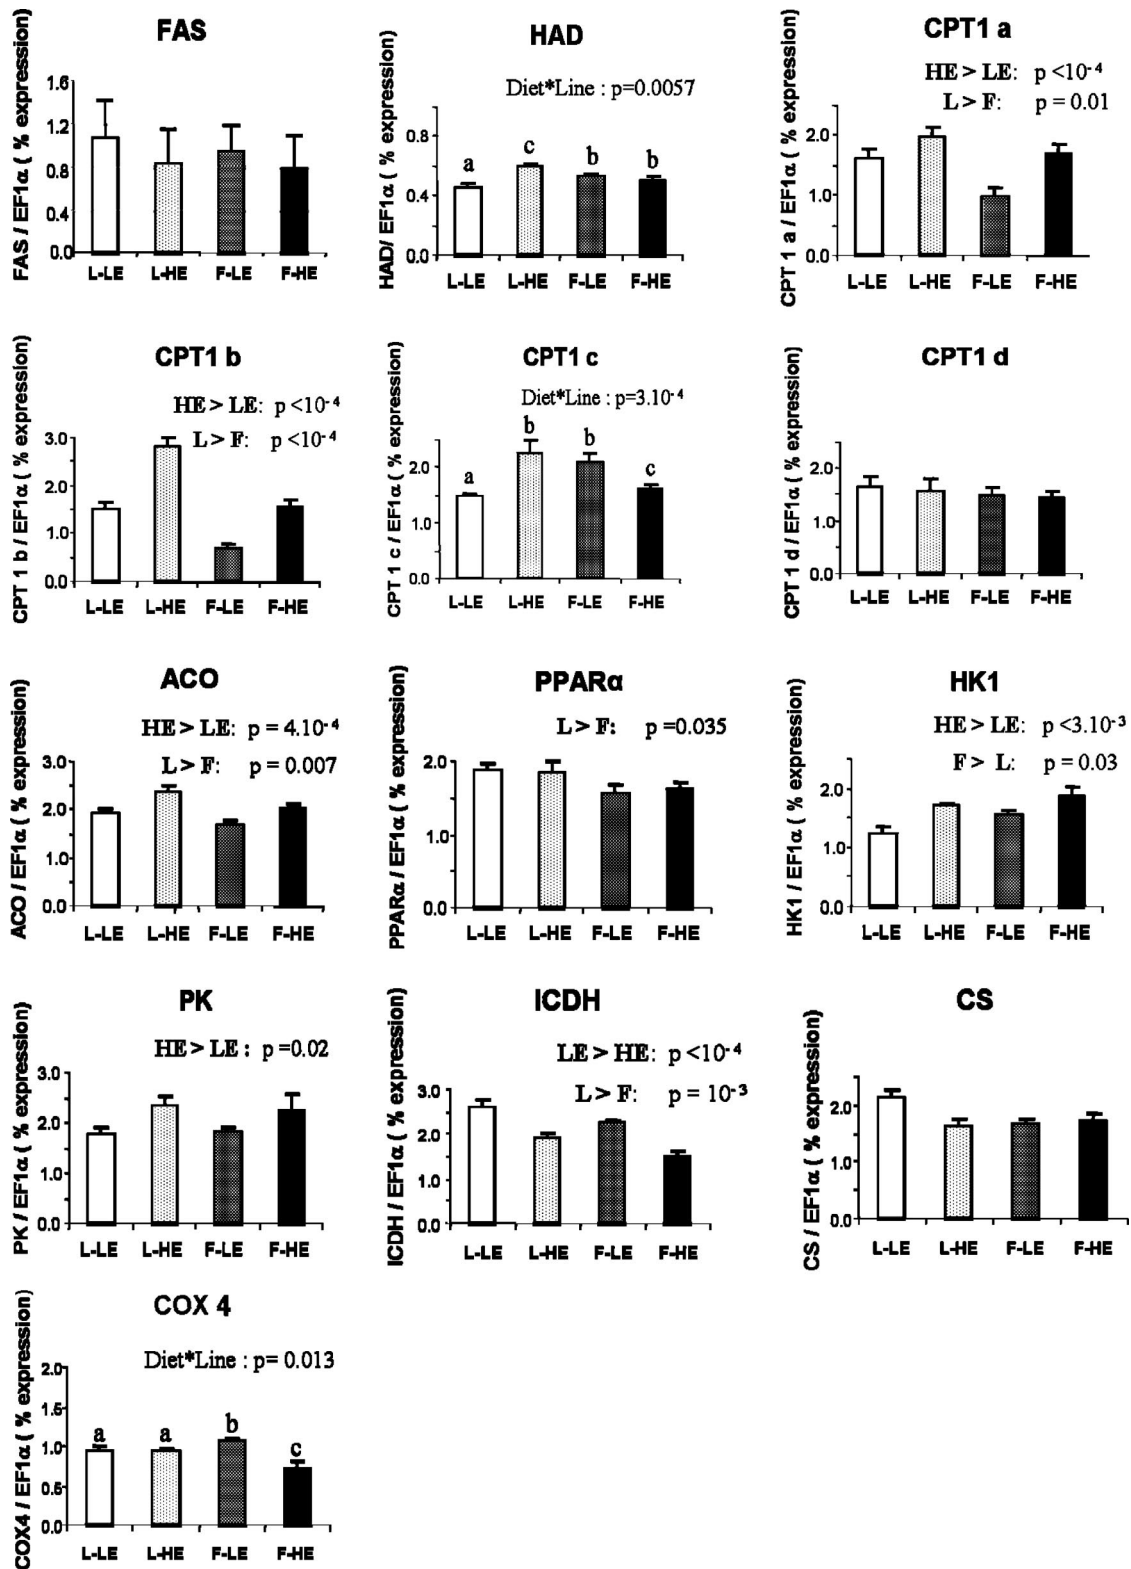 FAS
FAS / EF1α ( % expression)
1.6
1.2
0.8
0.4
0.0
L-LE L-HE F-LE F-HE
HAD
Diet*Line : p=0.0057
HAD/ EF1α ( % expression)
0.8
0.4
0.0
a c b b
L-LE L-HE F-LE F-HE
CPT1 a
HE > LE: p <10⁻⁴
L > F: p = 0.01
CPT 1 a / EF1α ( % expression)
2.0
1.0
0.0
L-LE L-HE F-LE F-HE
CPT1 b
HE > LE: p <10⁻⁴
L > F: p <10⁻⁴
CPT 1 b / EF1α ( % expression)
3.0
2.0
1.0
0.0
L-LE L-HE F-LE F-HE
CPT1 c
Diet*Line : p=3.10⁻⁴
CPT 1 c / EF1α ( % expression)
2.0
1.0
0.0
a b b c
L-LE L-HE F-LE F-HE
CPT1 d
CPT 1 d / EF1α ( % expression)
2.0
1.0
0.0
L-LE L-HE F-LE F-HE
ACO
HE > LE: p = 4.10⁻⁴
L > F: p = 0.007
ACO / EF1α ( % expression)
3.0
2.0
1.0
0.0
L-LE L-HE F-LE F-HE
PPARα
L > F: p =0.035
PPARα / EF1α ( % expression)
2.0
1.0
0.0
L-LE L-HE F-LE F-HE
HK1
HE > LE: p <3.10⁻³
F > L: p = 0.03
HK1 / EF1α ( % expression)
2.0
1.0
0.0
L-LE L-HE F-LE F-HE
PK
HE > LE : p =0.02
PK / EF1α ( % expression)
3.0
2.0
1.0
0.0
L-LE L-HE F-LE F-HE
ICDH
LE > HE: p <10⁻⁴
L > F: p = 10⁻³
ICDH / EF1α ( % expression)
3.0
2.0
1.0
0.0
L-LE L-HE F-LE F-HE
CS
CS / EF1α ( % expression)
2.0
1.0
0.0
L-LE L-HE F-LE F-HE
COX 4
Diet*Line : p= 0.013
COX4 / EF1α ( % expression)
2.0
1.5
1.0
0.5
0.0
a a b c
L-LE L-HE F-LE F-HE